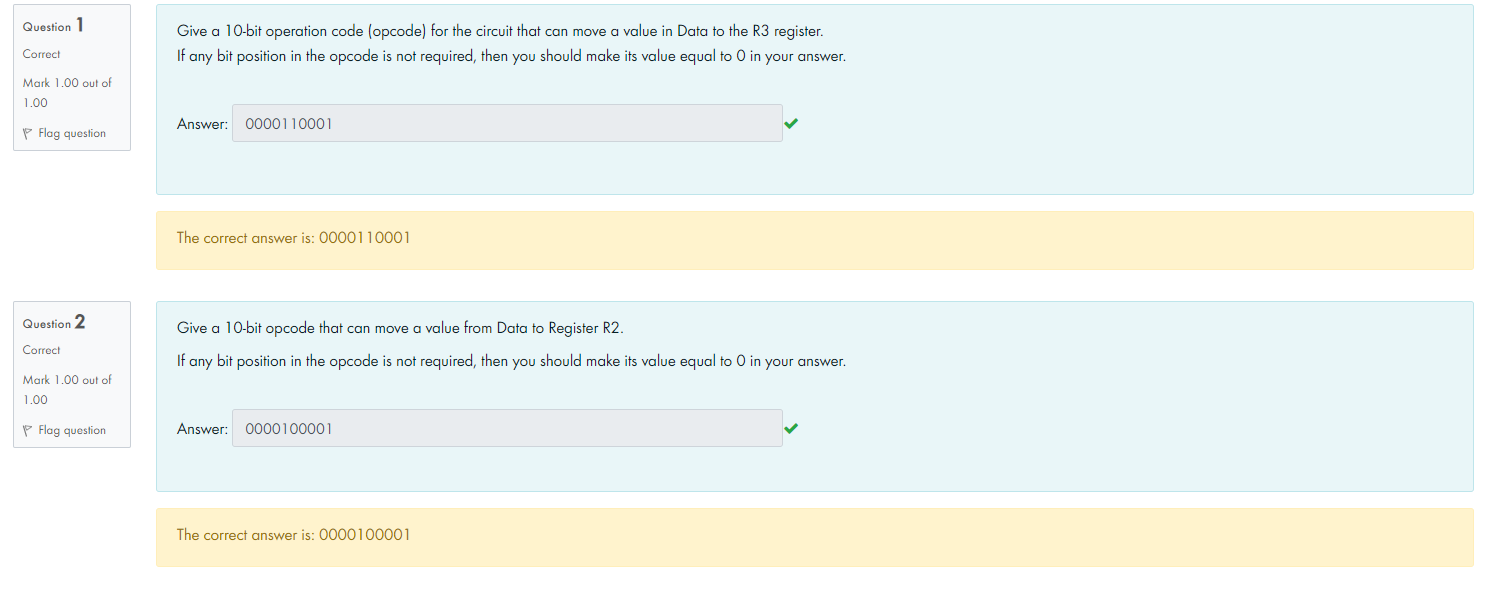 Question 1
Correct
Mark 1.00 out of
1.00
Flag question
Give a 10-bit operation code (opcode) for the circuit that can move a value in Data to the R3 register.
If any bit position in the opcode is not required, then you should make its value equal to 0 in your answer.
Answer: 0000110001
The correct answer is: 0000110001
Question 2
Correct
Mark 1.00 out of
1.00
Flag question
Give a 10-bit opcode that can move a value from Data to Register R2.
If any bit position in the opcode is not required, then you should make its value equal to 0 in your answer.
Answer: 0000100001
The correct answer is: 0000100001